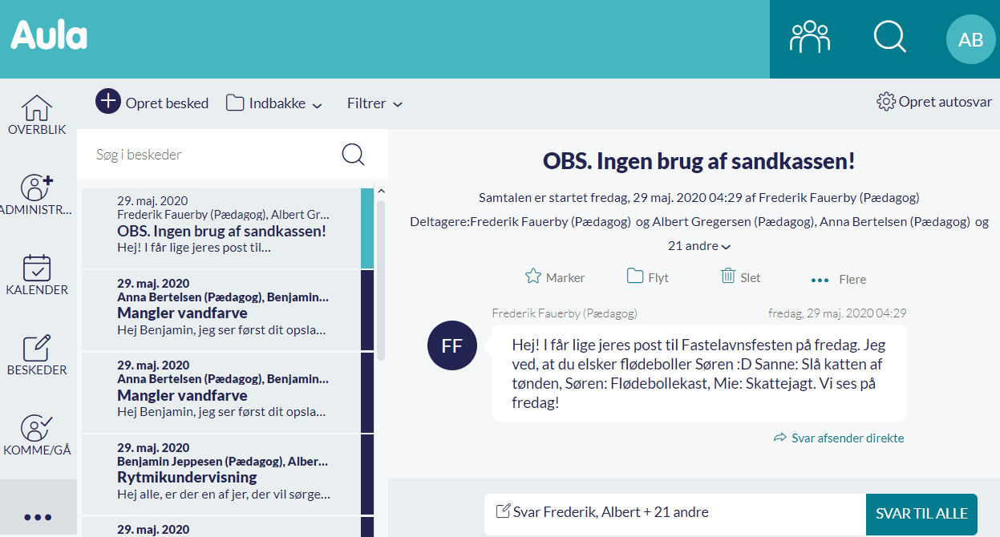 Aula
AB
Opret besked
Indbakke
Filtrer
Opret autosvar
OVERBLIK
ADMINISTR...
KALENDER
BESKEDER
KOMME/GÅ
Søg i beskeder
29. maj. 2020
Frederik Fauerby (Pædagog), Albert Gr...
OBS. Ingen brug af sandkassen!
Hej! I får lige jeres post til...
29. maj. 2020
Anna Bertelsen (Pædagog), Benjamin...
Mangler vandfarve
Hej Benjamin, jeg ser først dit opsla...
29. maj. 2020
Anna Bertelsen (Pædagog), Benjamin...
Mangler vandfarve
Hej Benjamin, jeg ser først dit opsla...
29. maj. 2020
Benjamin Jeppesen (Pædagog), Alber...
Rytmikundervisning
Hej alle, er der en af jer, der vil sørge...
29. maj. 2020
OBS. Ingen brug af sandkassen!
Samtalen er startet fredag, 29 maj. 2020 04:29 af Frederik Fauerby (Pædagog)
Deltagere:Frederik Fauerby (Pædagog) og Albert Gregersen (Pædagog), Anna Bertelsen (Pædagog) og
21 andre
Marker
Flyt
Slet
Flere
Frederik Fauerby (Pædagog)
fredag, 29 maj. 2020 04:29
FF
Hej! I får lige jeres post til Fastelavnsfesten på fredag. Jeg
ved, at du elsker flødeboller Søren :D Sanne: Slå katten af
tønden, Søren: Flødebollekast, Mie: Skattejagt. Vi ses på
fredag!
Svar afsender direkte
Svar Frederik, Albert + 21 andre
SVAR TIL ALLE